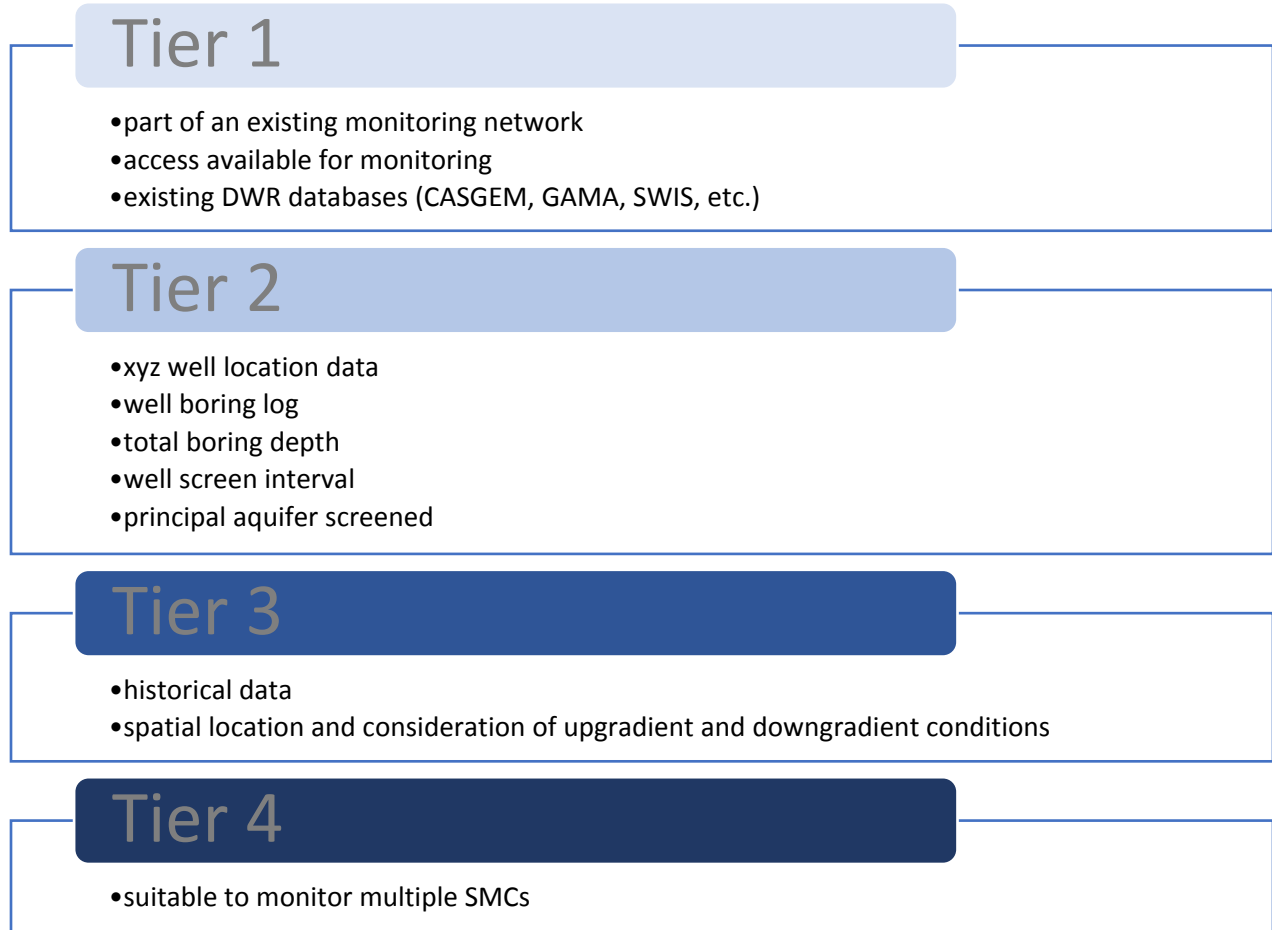 Tier 1
•part of an existing monitoring network
•access available for monitoring
•existing DWR databases (CASGEM, GAMA, SWIS, etc.)
Tier 2
•xyz well location data
•well boring log
•total boring depth
•well screen interval
•principal aquifer screened
Tier 3
•historical data
•spatial location and consideration of upgradient and downgradient conditions
Tier 4
•suitable to monitor multiple SMCs